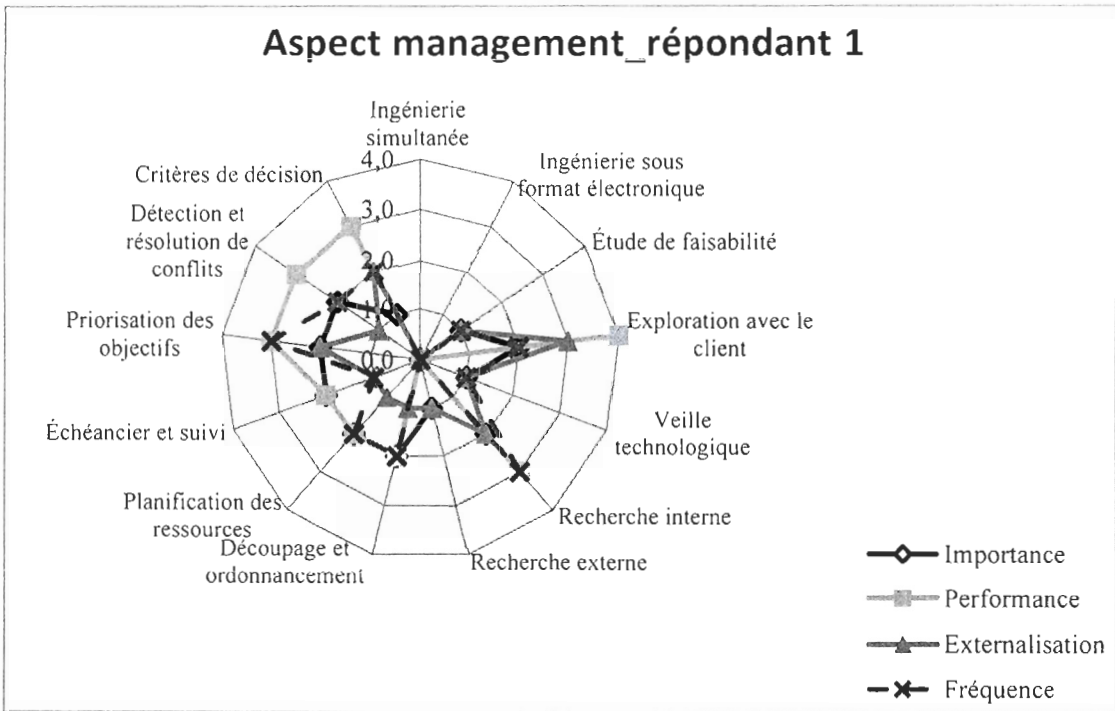 Aspect management_répondant 1
Ingénierie
simultanée
Ingénierie sous
format électronique
Étude de faisabilité
Exploration avec le
client
Veille
technologique
Recherche interne
Recherche externe
Découpage et
ordonnancement
Planification des
ressources
Échéancier et suivi
Priorisation des
objectifs
Détection et
résolution de
conflits
Critères de décision
4,0
3,0
2,0
1,0
0,0
Importance
Performance
Externalisation
Fréquence